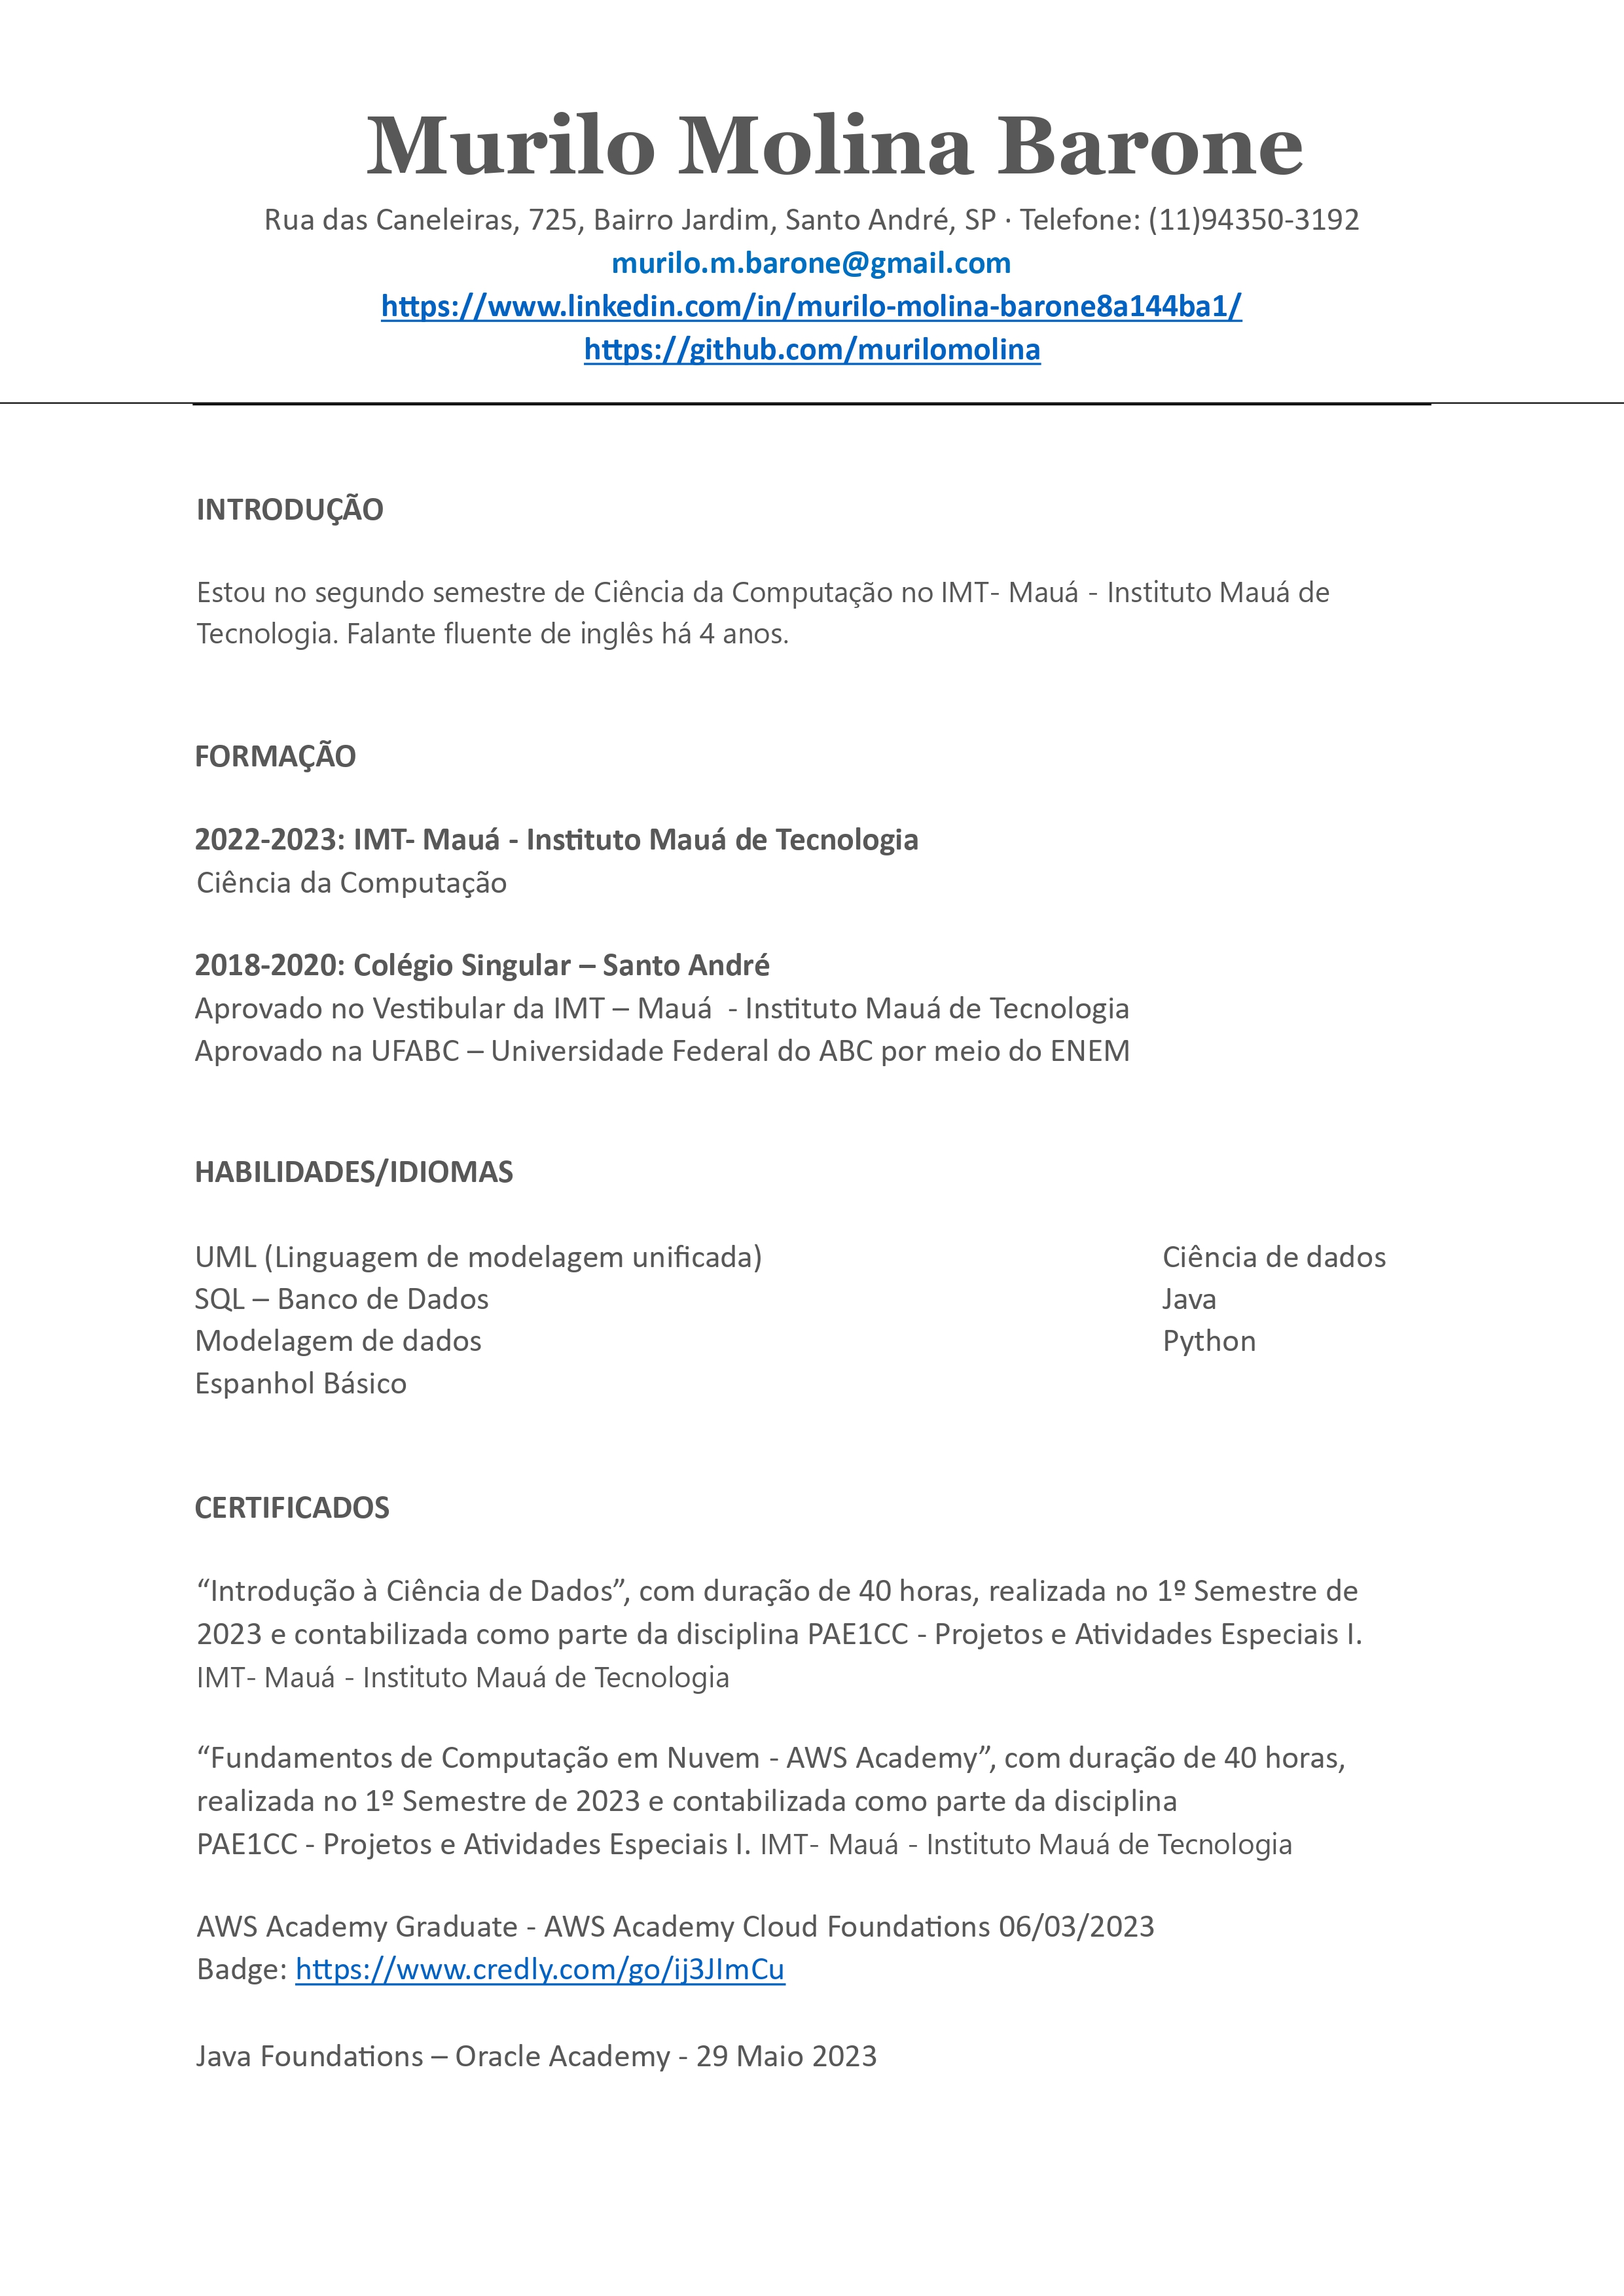 Murilo Molina Barone
Rua das Caneleiras, 725, Bairro Jardim, Santo André, SP · Telefone: (11)94350-3192
murilo.m.barone@gmail.com
https://www.linkedin.com/in/murilo-molina-barone8a144ba1/
https://github.com/murilomolina
INTRODUÇÃO
Estou no segundo semestre de Ciência da Computação no IMT- Mauá - Instituto Mauá de
Tecnologia. Falante fluente de inglês há 4 anos.
FORMAÇÃO
2022-2023: IMT- Mauá - Instituto Mauá de Tecnologia
Ciência da Computação
2018-2020: Colégio Singular – Santo André
Aprovado no Vestibular da IMT – Mauá - Instituto Mauá de Tecnologia
Aprovado na UFABC – Universidade Federal do ABC por meio do ENEM
HABILIDADES/IDIOMAS
UML (Linguagem de modelagem unificada)
SQL – Banco de Dados
Modelagem de dados
Espanhol Básico
Ciência de dados
Java
Python
CERTIFICADOS
“Introdução à Ciência de Dados”, com duração de 40 horas, realizada no 1º Semestre de
2023 e contabilizada como parte da disciplina PAE1CC - Projetos e Atividades Especiais I.
IMT- Mauá - Instituto Mauá de Tecnologia
“Fundamentos de Computação em Nuvem - AWS Academy”, com duração de 40 horas,
realizada no 1º Semestre de 2023 e contabilizada como parte da disciplina
PAE1CC - Projetos e Atividades Especiais I. IMT- Mauá - Instituto Mauá de Tecnologia
AWS Academy Graduate - AWS Academy Cloud Foundations 06/03/2023
Badge: https://www.credly.com/go/ij3JImCu
Java Foundations – Oracle Academy - 29 Maio 2023